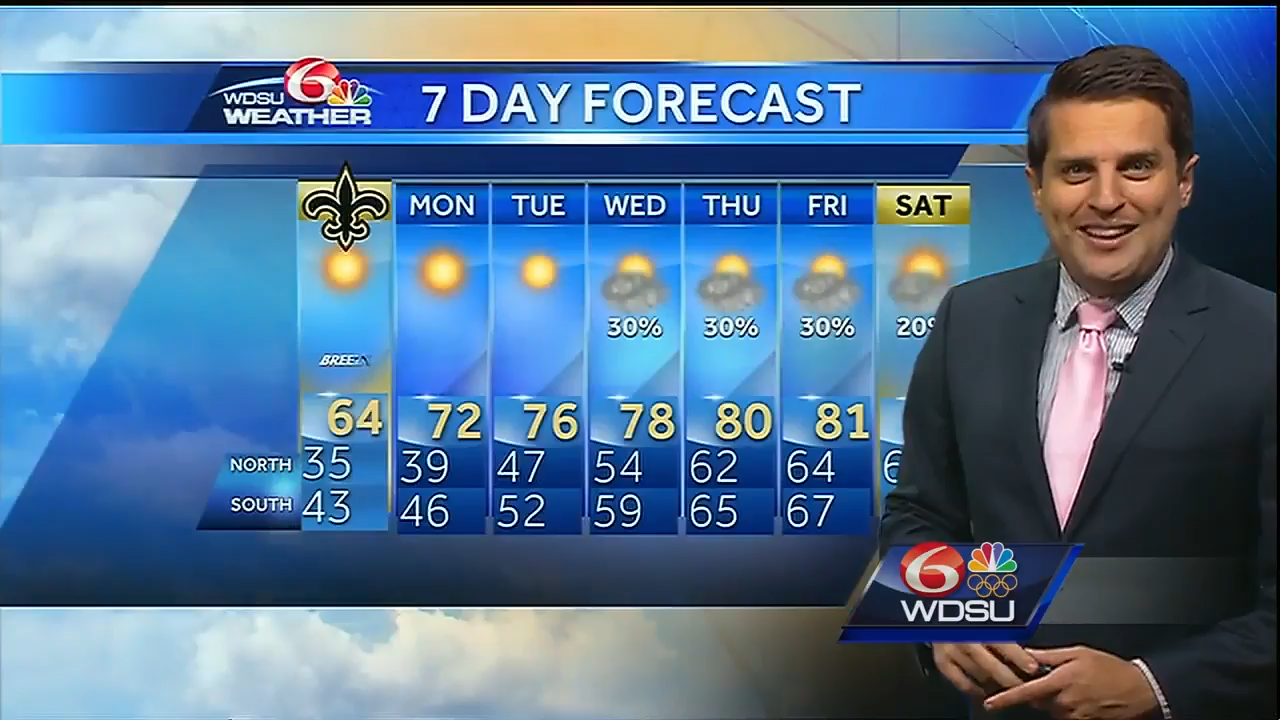 WDSU 6
WEATHER
7 DAY FORECAST
MON TUE WED THU FRI SAT
30% 30% 30% 20%
BREEZY
64 72 76 78 80 81
NORTH 35 39 47 54 62 64
SOUTH 43 46 52 59 65 67
6
WDSU